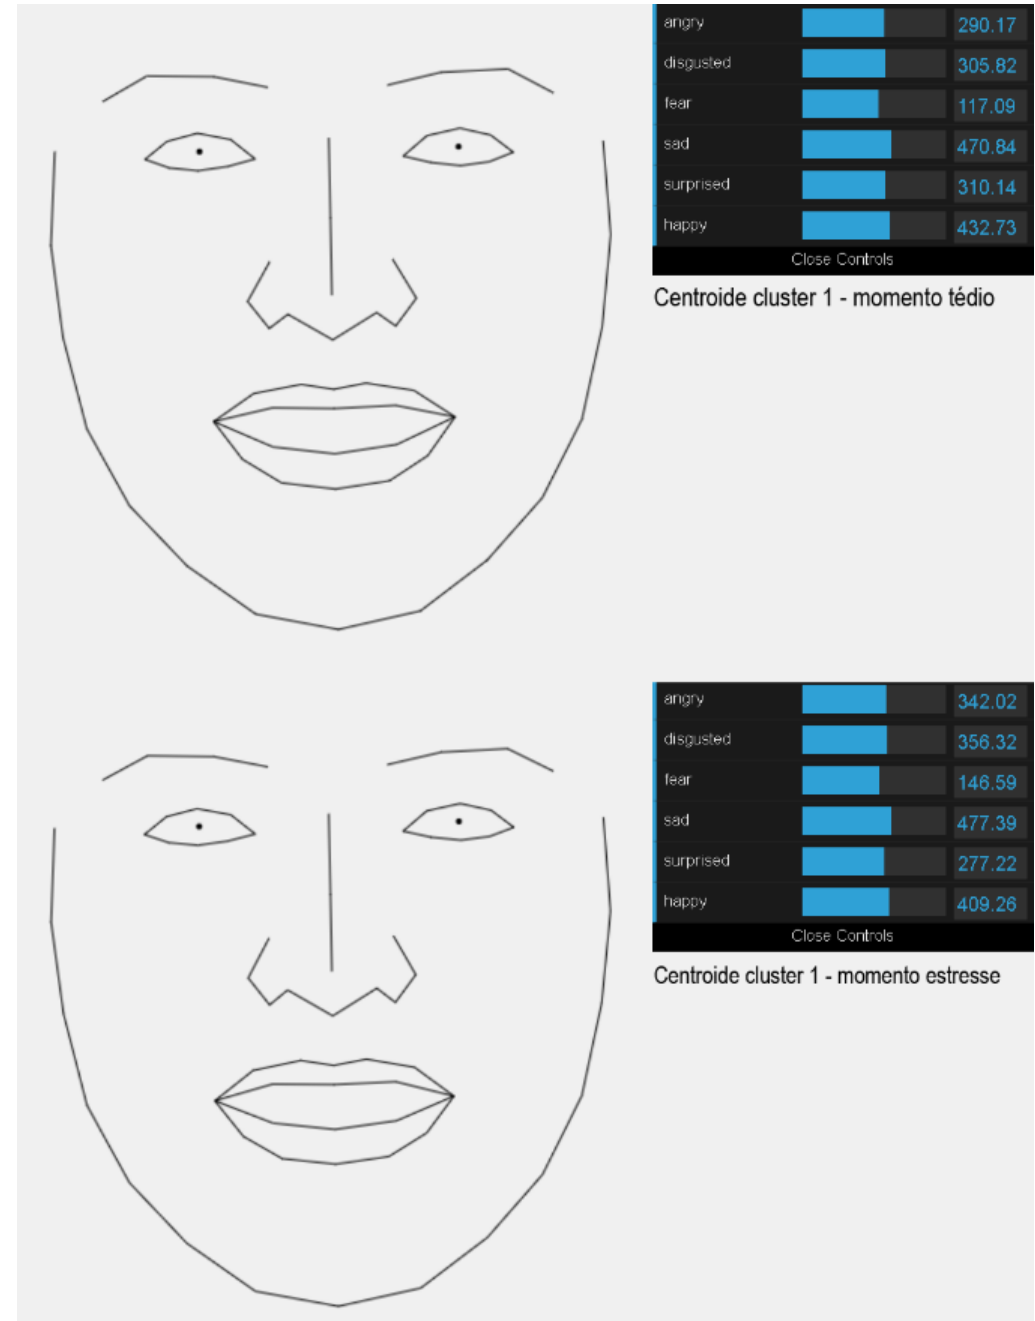 angry 290.17
disgusted 305.82
fear 117.09
sad 470.84
surprised 310.14
happy 432.73
Close Controls
Centroide cluster 1 - momento tédio
angry 342.02
disgusted 356.32
fear 146.59
sad 477.39
surprised 277.22
happy 409.26
Close Controls
Centroide cluster 1 - momento estresse